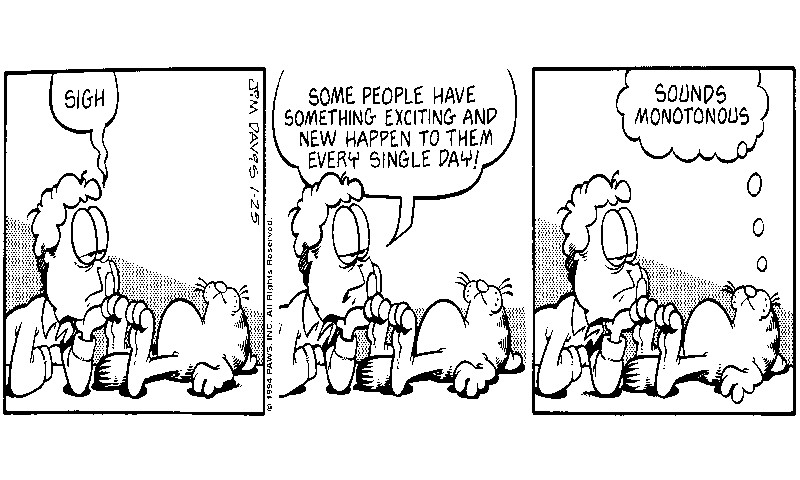 SIGH
JIM DAVIS 1-25
© 1994 PAWS, INC. All Rights Reserved.
SOME PEOPLE HAVE
SOMETHING EXCITING AND
NEW HAPPEN TO THEM
EVERY SINGLE DAY!
SOUNDS
MONOTONOUS